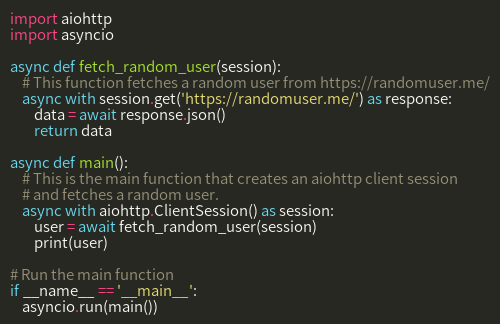 import aiohttp
import asyncio

async def fetch_random_user(session):
    # This function fetches a random user from https://randomuser.me/
    async with session.get('https://randomuser.me/') as response:
        data = await response.json()
        return data

async def main():
    # This is the main function that creates an aiohttp client session
    # and fetches a random user.
    async with aiohttp.ClientSession() as session:
        user = await fetch_random_user(session)
        print(user)

# Run the main function
if __name__ == '__main__':
    asyncio.run(main())